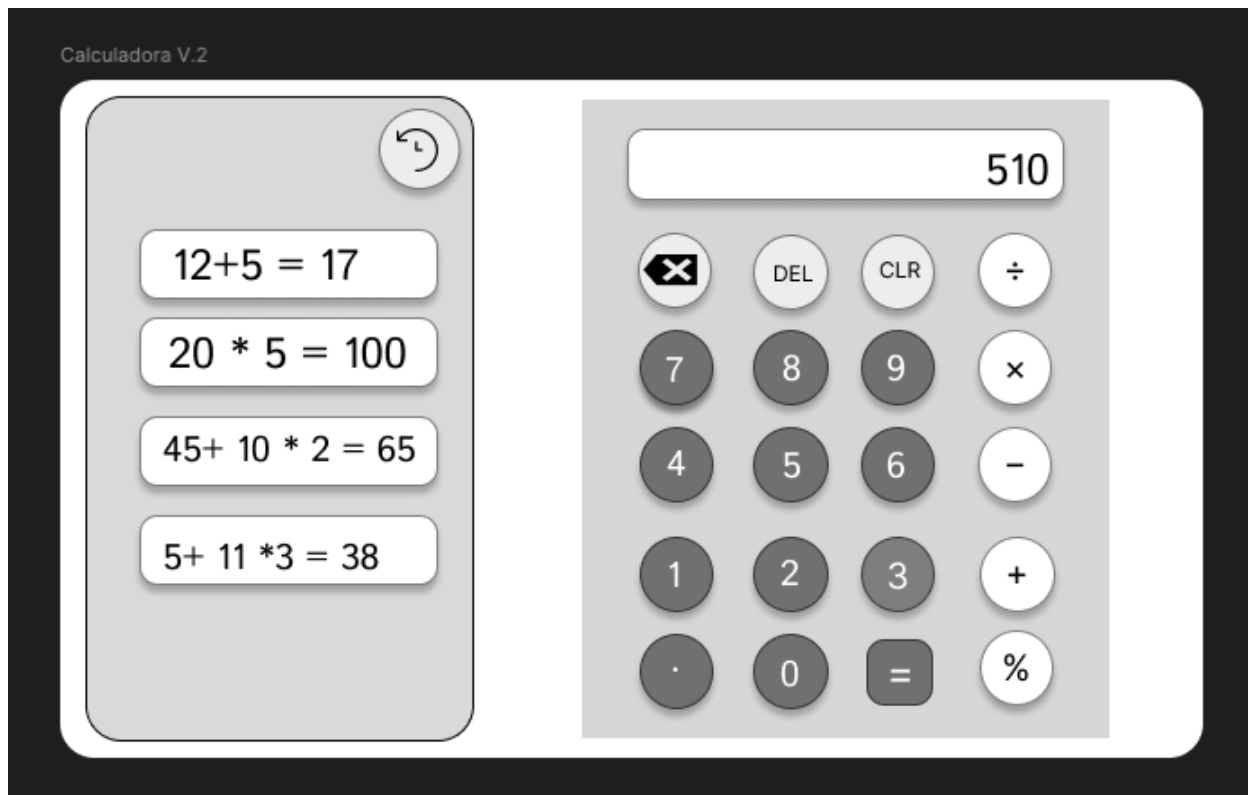 Calculadora V.2
12+5 = 17
20 * 5 = 100
45+ 10 * 2 = 65
5+ 11 *3 = 38
510
DEL CLR ÷
7 8 9 ×
4 5 6 −
1 2 3 +
. 0 = %